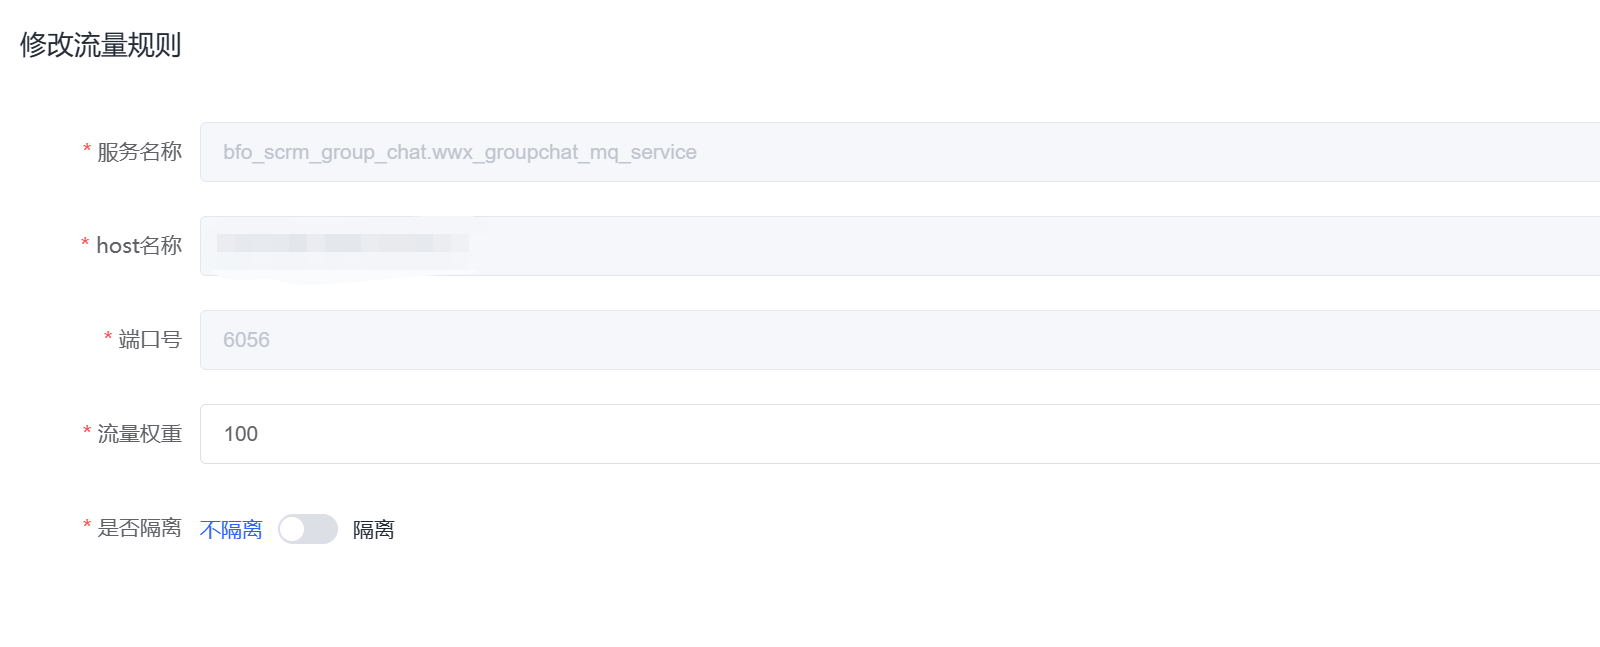 修改流量规则
* 服务名称 bfo_scrm_group_chat.wwx_groupchat_mq_service
* host名称
* 端口号 6056
* 流量权重 100
* 是否隔离 不隔离 隔离